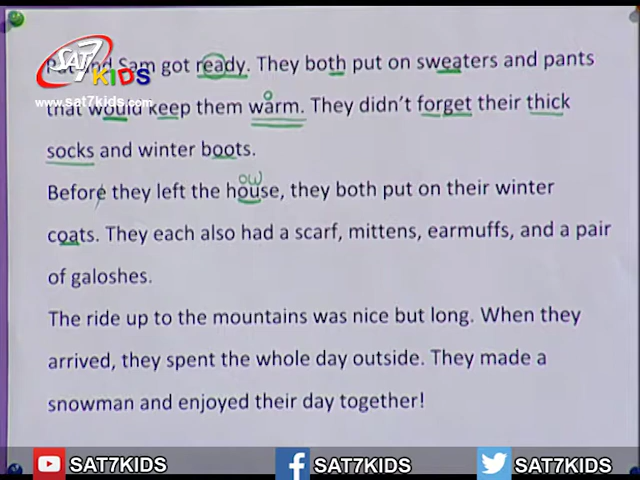 Pat and Sam got ready. They both put on sweaters and pants
that would keep them warm. They didn't forget their thick
socks and winter boots.
ow
Before they left the house, they both put on their winter
coats. They each also had a scarf, mittens, earmuffs, and a pair
of galoshes.
The ride up to the mountains was nice but long. When they
arrived, they spent the whole day outside. They made a
snowman and enjoyed their day together!
SAT7
KIDS
www.sat7kids.com
SAT7KIDS
SAT7KIDS
SAT7KIDS